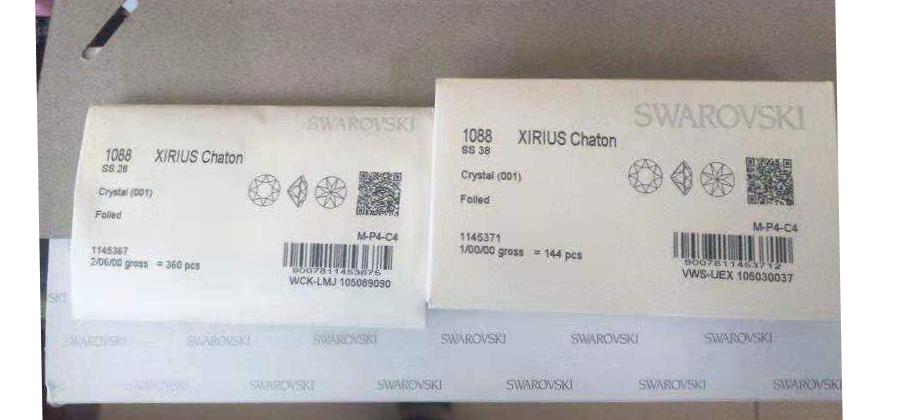 SWAROVSKI
1088 XIRIUS Chaton
SS 28
Crystal (001)
Foiled
M-P4-C4
1145367
2/06/00 gross = 360 pcs
9007811453675
WCK-LMJ 105089090
SWAROVSKI
1088 XIRIUS Chaton
SS 38
Crystal (001)
Foiled
M-P4-C4
1145371
1/00/00 gross = 144 pcs
9007811453712
VWS-UEX 105030037
SWAROVSKI SWAROVSKI SWAROVSKI SWAROVSKI SWAROVSKI SWAROVSKI
SWAROVSKI SWAROVSKI SWAROVSKI SWAROVSKI SWAROVSKI SWAROVSKI